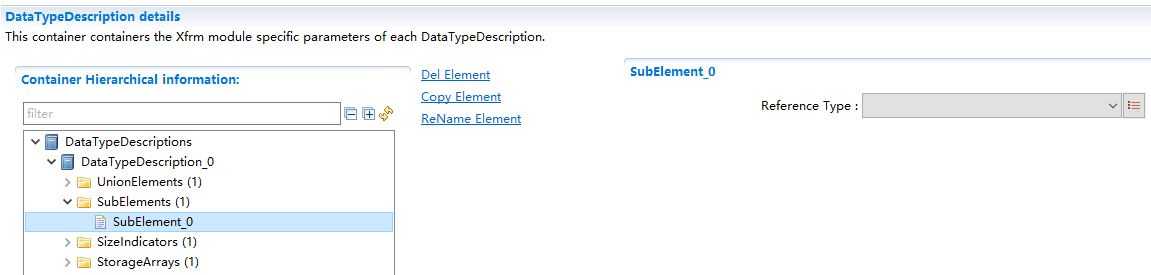 DataTypeDescription details
This container containers the Xfrm module specific parameters of each DataTypeDescription.
Container Hierarchical information:
filter
DataTypeDescriptions
DataTypeDescription_0
UnionElements (1)
SubElements (1)
SubElement_0
SizeIndicators (1)
StorageArrays (1)
Del Element
Copy Element
ReName Element
SubElement_0
Reference Type :